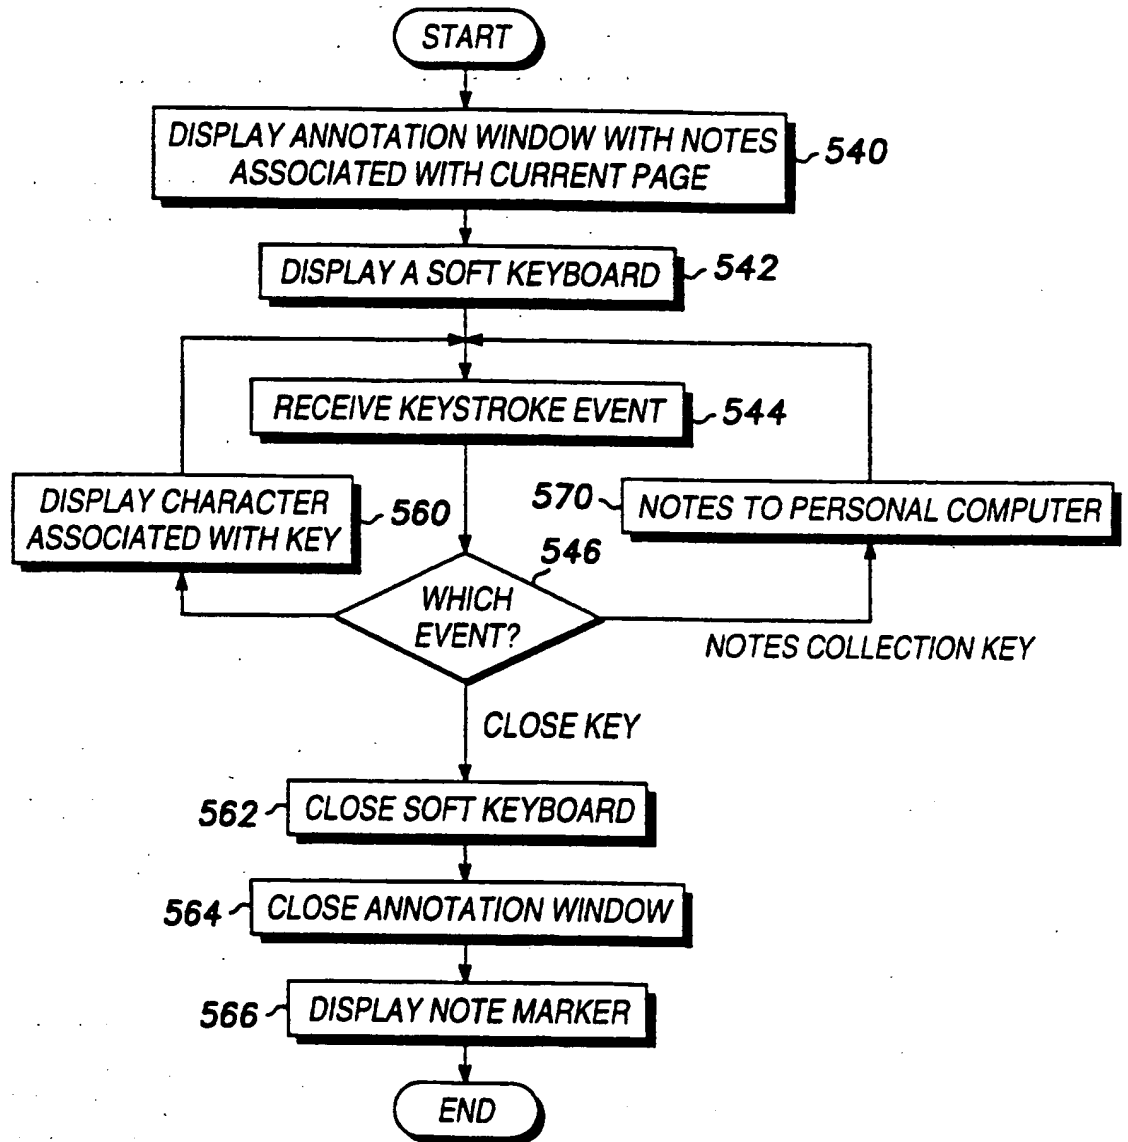 START
DISPLAY ANNOTATION WINDOW WITH NOTES
ASSOCIATED WITH CURRENT PAGE
540
DISPLAY A SOFT KEYBOARD
542
RECEIVE KEYSTROKE EVENT
544
DISPLAY CHARACTER
ASSOCIATED WITH KEY
560
570
NOTES TO PERSONAL COMPUTER
546
WHICH
EVENT?
NOTES COLLECTION KEY
CLOSE KEY
562
CLOSE SOFT KEYBOARD
564
CLOSE ANNOTATION WINDOW
566
DISPLAY NOTE MARKER
END